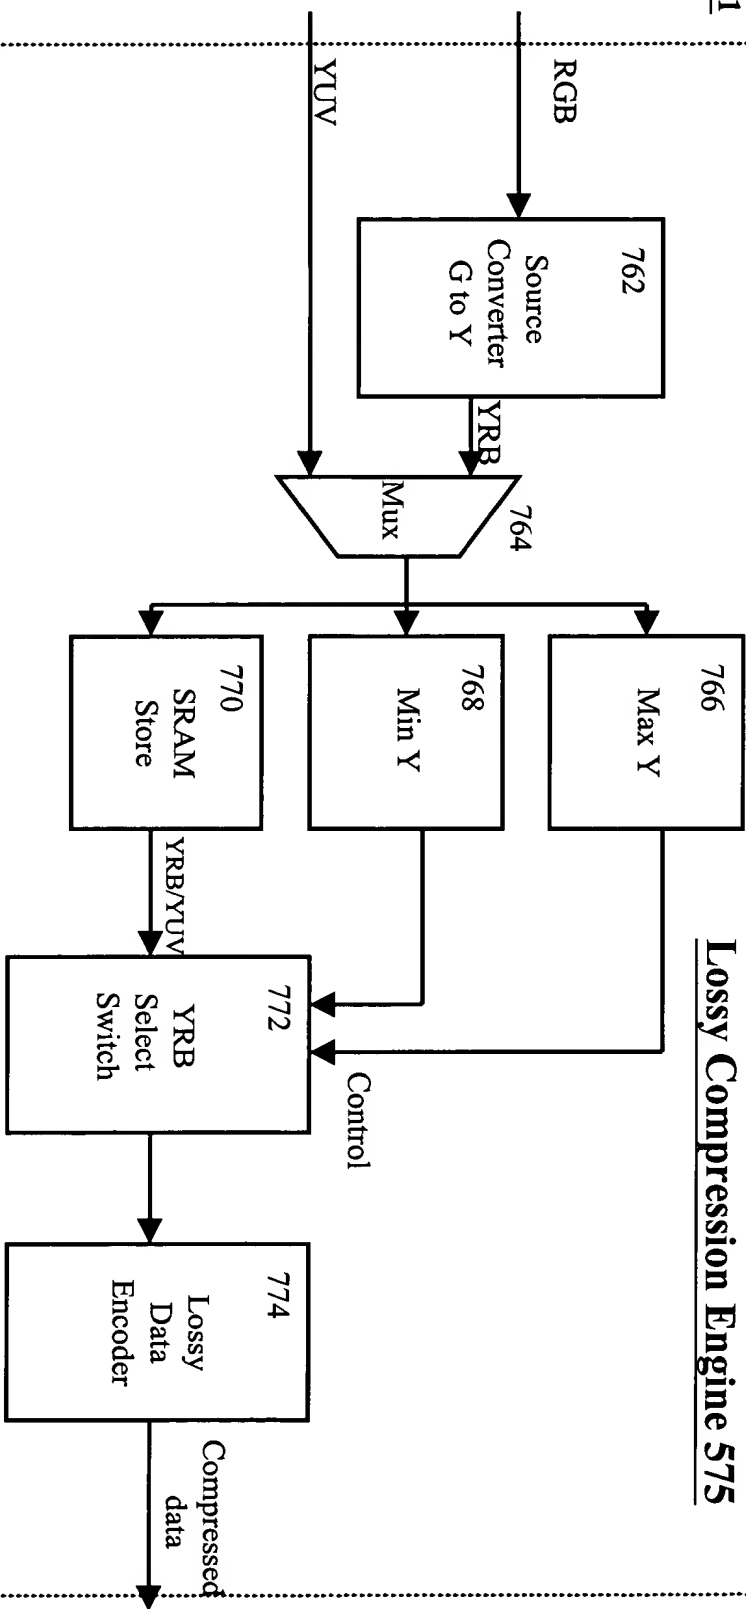 1
Lossy Compression Engine 575
RGB
762
Source
Converter
G to Y
YRB
YUV
764
Mux
766
Max Y
768
Min Y
770
SRAM
Store
YRB/YUV
Control
772
YRB
Select
Switch
774
Lossy
Data
Encoder
Compressed
data